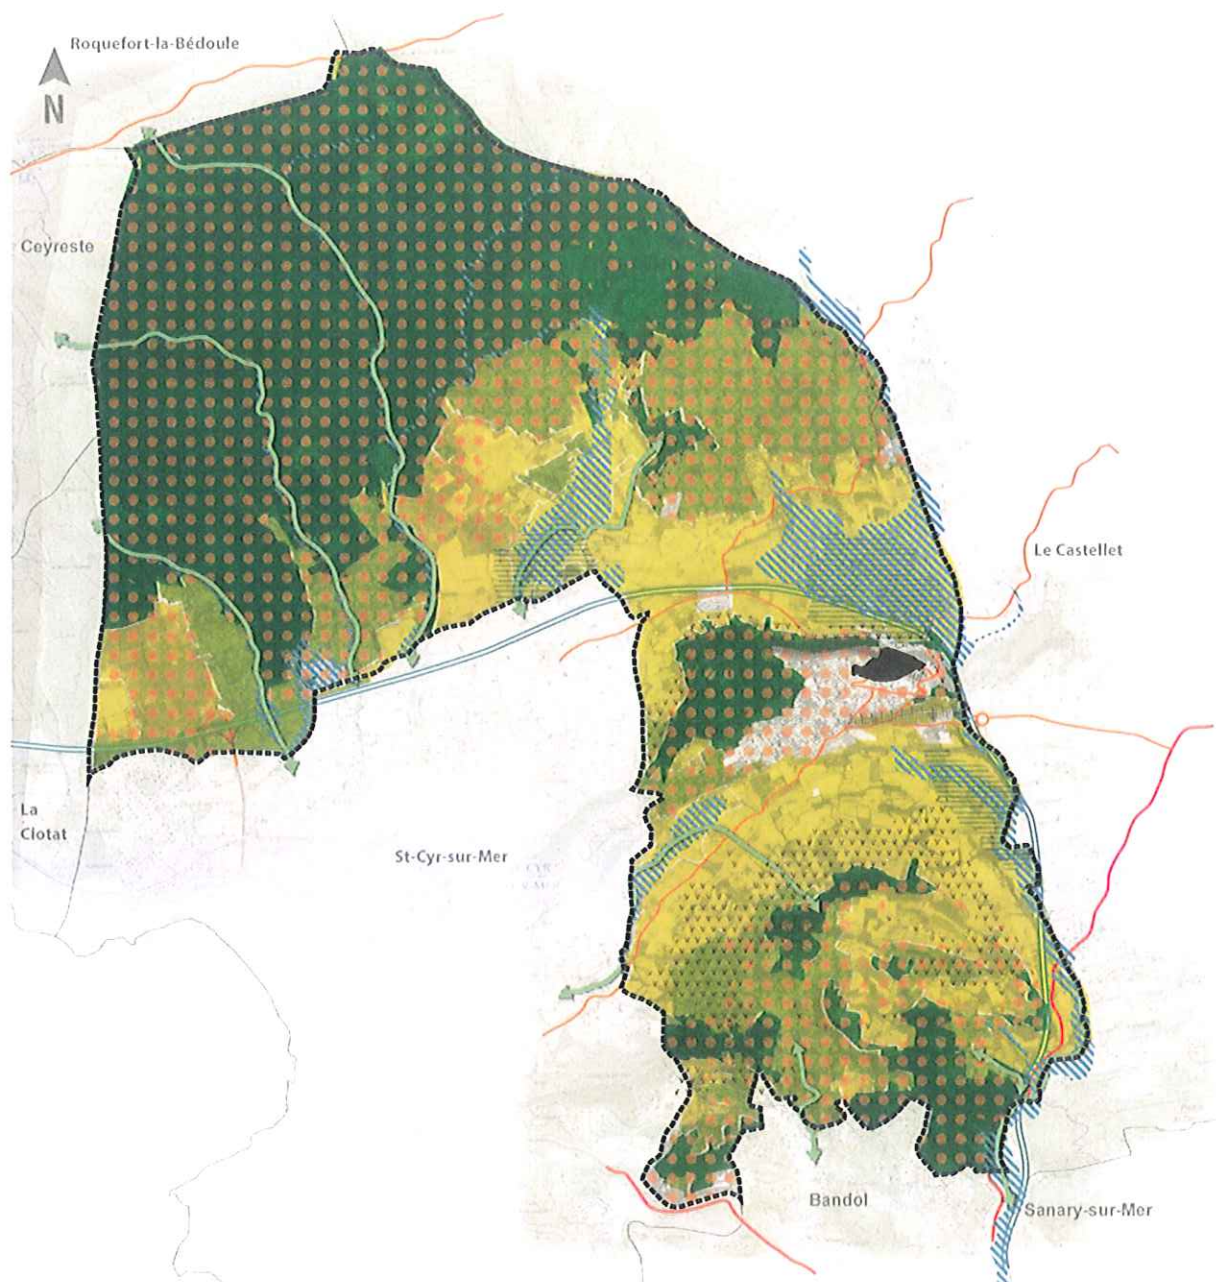 Roquefort-la-Bédoule
N
Ceyreste
Le Castellet
La
Ciotat
St-Cyr-sur-Mer
Bandol
Sanary-sur-Mer